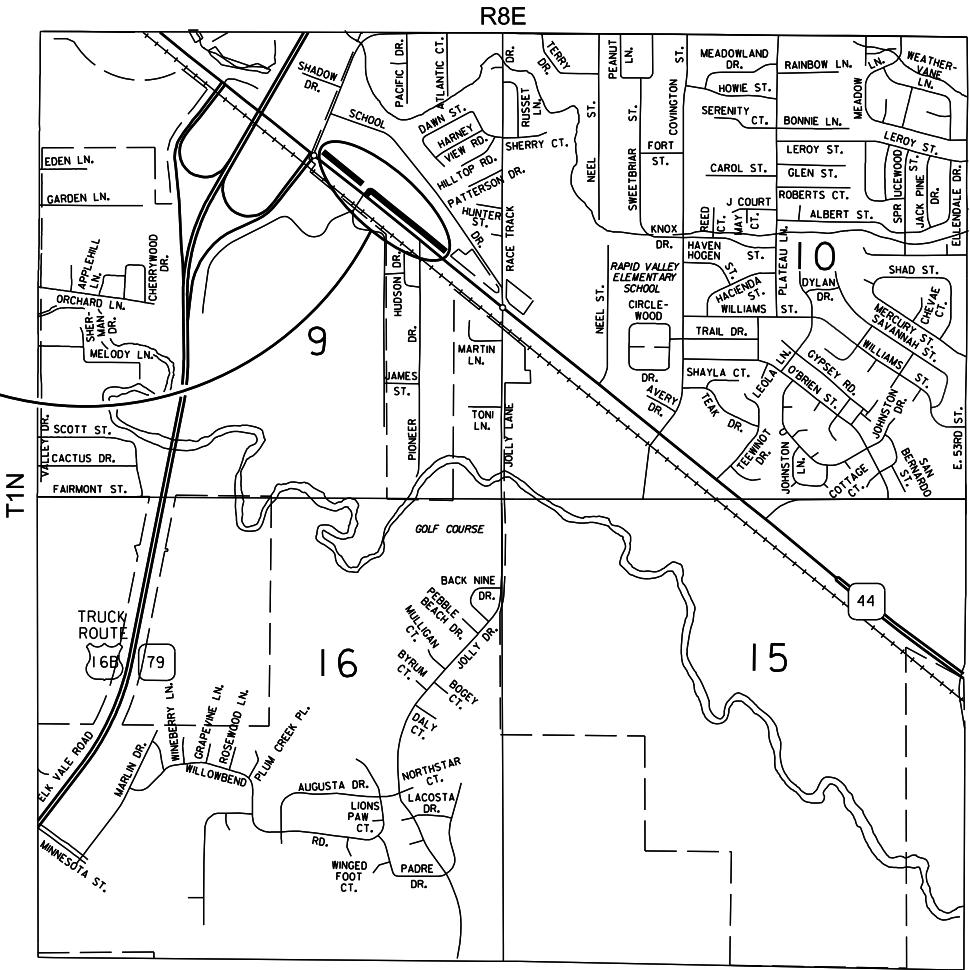 R8E
T1N
SHADOW
DR.
PACIFIC DR.
ATLANTIC CT.
DR.
TERRY
DR.
PEANUT
LN.
ST.
MEADOWLAND
DR.
HOWIE ST.
RAINBOW LN.
MEADOW
LN.
WEATHER-
VANE
LN.
SCHOOL
DAWN ST.
HARNEY
VIEW RD.
RUSSET
LN.
SHERRY CT.
HILLTOP RD.
PATTERSON DR.
HUNTER
ST.
DR.
RACE TRACK
NEEL ST.
SWEETBRIAR ST.
COVINGTON
FORT
ST.
SERENITY
CT.
BONNIE LN.
LEROY ST.
LEROY ST.
CAROL ST.
GLEN ST.
ROBERTS CT.
ALBERT ST.
SPRUCEWOOD
JACK PINE ST.
DR.
ELLENDALE DR.
J COURT
REED
CT.
MAY
CT.
KNOX
DR.
HAVEN
HOGEN ST.
ST.
HACIENDA
ST.
WILLIAMS ST.
PLATEAU LN.
10
DYLAN
DR.
SHAD ST.
CHEVAE
CT.
MERCURY ST.
SAVANNAH ST.
WILLIAMS
ST.
EDEN LN.
GARDEN LN.
APPLEHILL
LN.
CHERRYWOOD
DR.
ORCHARD LN.
SHER-
MAN
DR.
MELODY LN.
9
HUDSON DR.
MARTIN
LN.
JAMES
ST.
PIONEER
DR.
TONI
LN.
JOLLY LANE
RAPID VALLEY
ELEMENTARY
SCHOOL
CIRCLE-
WOOD
DR.
NEEL ST.
TRAIL DR.
SHAYLA CT.
AVERY
DR.
TEAK
DR.
LEOLA LN.
GYPSEY RD.
O'BRIEN ST.
TEEWINOT
DR.
JOHNSTON
LN.
JOHNSTON
DR.
COTTAGE
CT.
SAN
BERNARDO
ST.
E. 53RD ST.
VALLEY DR.
SCOTT ST.
CACTUS DR.
FAIRMONT ST.
GOLF COURSE
BACK NINE
DR.
PEBBLE
BEACH DR.
MULLIGAN
CT.
JOLLY DR.
BYRUM
CT.
BOGEY
CT.
DALY
CT.
44
TRUCK
ROUTE
16B
79
16
15
ELK VALE ROAD
MARLIN DR.
WINEBERRY LN.
GRAPEVINE LN.
ROSEWOOD LN.
PLUM CREEK PL.
WILLOWBEND
RD.
AUGUSTA DR.
LIONS
PAW
CT.
NORTHSTAR
CT.
LACOSTA
DR.
WINGED
FOOT
CT.
PADRE
DR.
MINNESOTA ST.